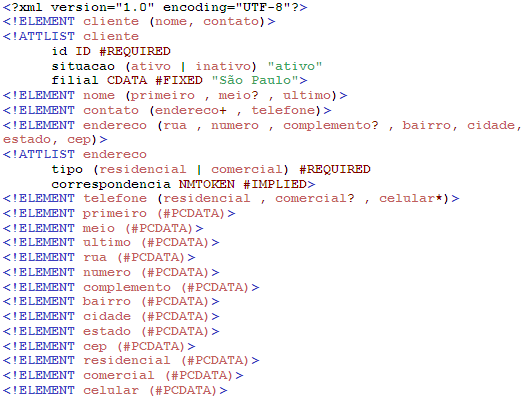 <?xml version="1.0" encoding="UTF-8"?>
<!ELEMENT cliente (nome, contato)>
<!ATTLIST cliente
id ID #REQUIRED
situacao (ativo | inativo) "ativo"
filial CDATA #FIXED "São Paulo">
<!ELEMENT nome (primeiro , meio? , ultimo)>
<!ELEMENT contato (endereco+ , telefone)>
<!ELEMENT endereco (rua , numero , complemento? , bairro, cidade,
estado, cep)>
<!ATTLIST endereco
tipo (residencial | comercial) #REQUIRED
correspondencia NMTOKEN #IMPLIED>
<!ELEMENT telefone (residencial , comercial? , celular*)>
<!ELEMENT primeiro (#PCDATA)>
<!ELEMENT meio (#PCDATA)>
<!ELEMENT ultimo (#PCDATA)>
<!ELEMENT rua (#PCDATA)>
<!ELEMENT numero (#PCDATA)>
<!ELEMENT complemento (#PCDATA)>
<!ELEMENT bairro (#PCDATA)>
<!ELEMENT cidade (#PCDATA)>
<!ELEMENT estado (#PCDATA)>
<!ELEMENT cep (#PCDATA)>
<!ELEMENT residencial (#PCDATA)>
<!ELEMENT comercial (#PCDATA)>
<!ELEMENT celular (#PCDATA)>